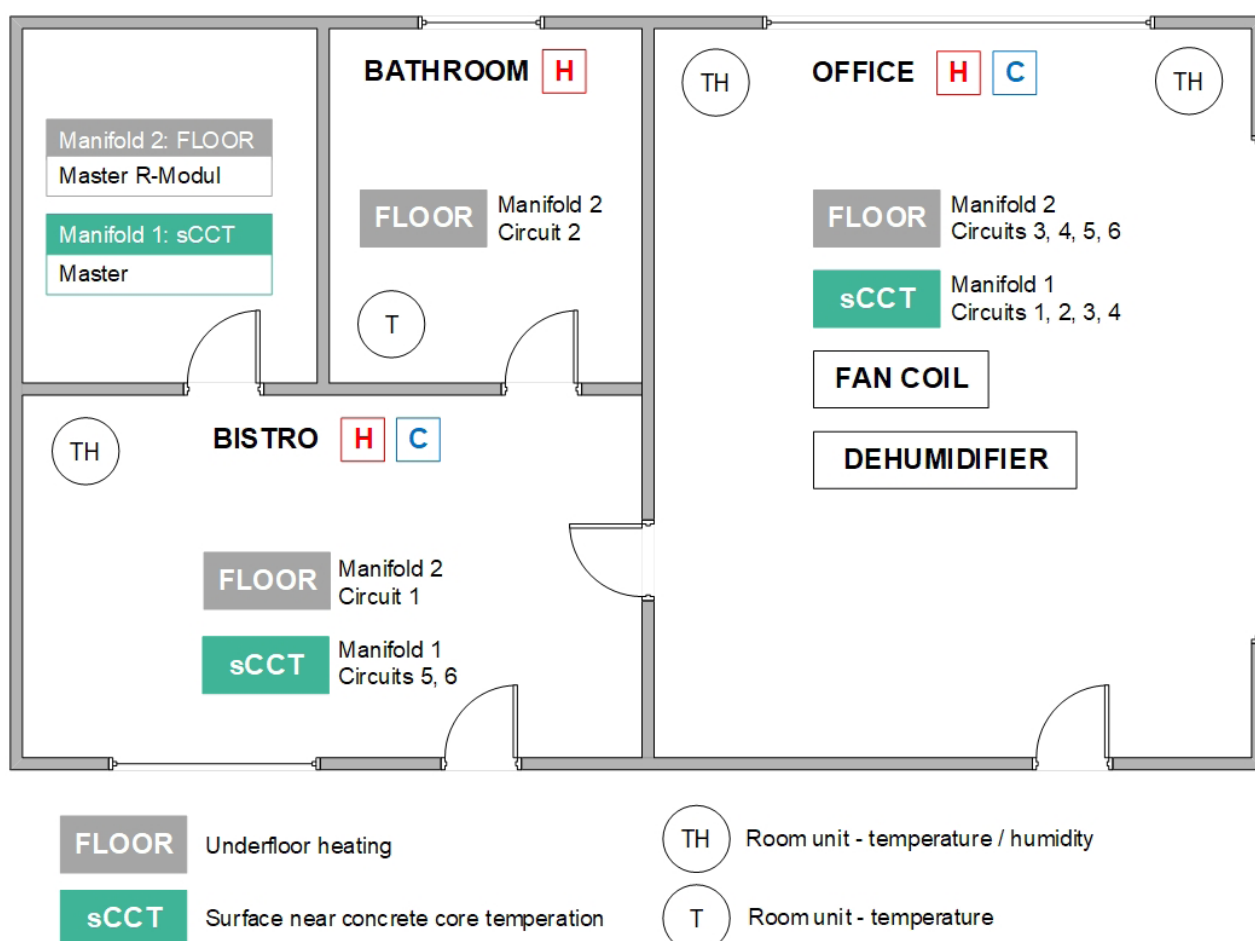 BATHROOM H
OFFICE H C
TH
TH
Manifold 2: FLOOR
Master R-Modul
Manifold 1: sCCT
Master
FLOOR
Manifold 2
Circuit 2
T
FLOOR
Manifold 2
Circuits 3, 4, 5, 6
sCCT
Manifold 1
Circuits 1, 2, 3, 4
FAN COIL
DEHUMIDIFIER
TH
BISTRO H C
FLOOR
Manifold 2
Circuit 1
sCCT
Manifold 1
Circuits 5, 6
FLOOR Underfloor heating
TH Room unit - temperature / humidity
sCCT Surface near concrete core temperation
T Room unit - temperature